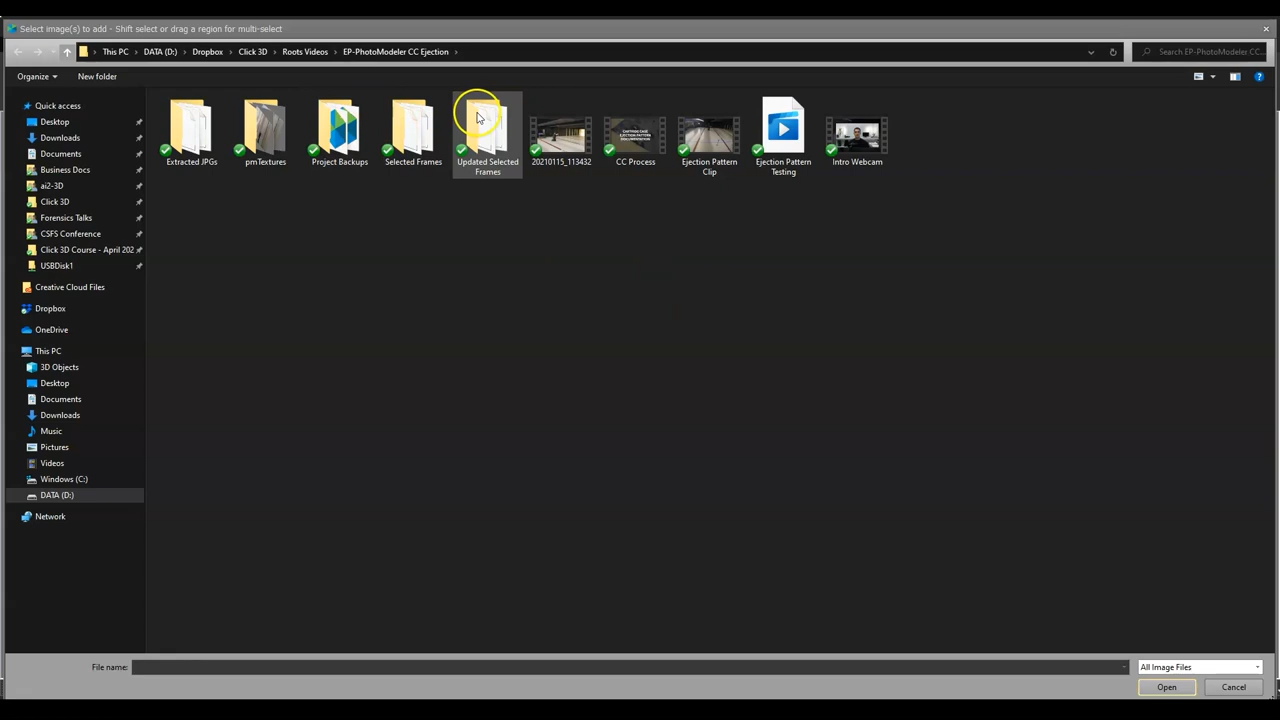 Select image(s) to add - Shift select or drag a region for multi-select
This PC > DATA (D:) > Dropbox > Click 3D > Roots Videos > EP-PhotoModeler CC Ejection >
Search EP-PhotoModeler CC...
Organize
New folder
Quick access
Desktop
Downloads
Documents
Business Docs
ai2-3D
Click 3D
Forensics Talks
CSFS Conference
Click 3D Course - April 202
USBDisk1
Creative Cloud Files
Dropbox
OneDrive
This PC
3D Objects
Desktop
Documents
Downloads
Music
Pictures
Videos
Windows (C:)
DATA (D:)
Network
Extracted JPGs
pmTextures
Project Backups
Selected Frames
Updated Selected
Frames
20210115_113432
CAPTURING CASE
EJECTION PATTERN
DOCUMENTATION
CC Process
Ejection Pattern
Clip
Ejection Pattern
Testing
Intro Webcam
File name:
All Image Files
Open
Cancel